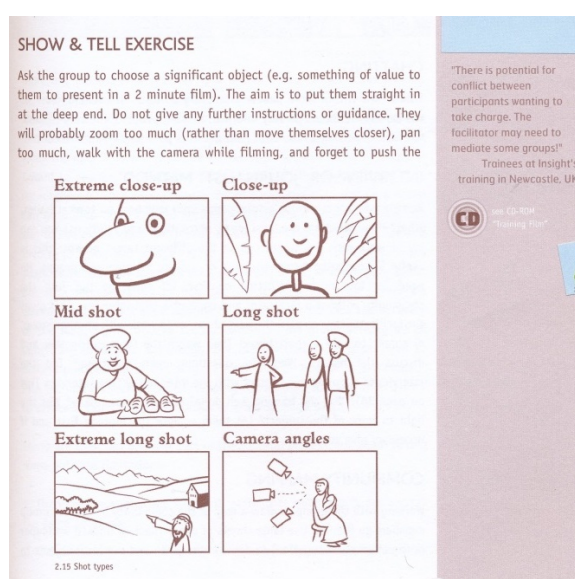 SHOW & TELL EXERCISE
Ask the group to choose a significant object (e.g. something of value to
them to present in a 2 minute film). The aim is to put them straight in
at the deep end. Do not give any further instructions or guidance. They
will probably zoom too much (rather than move themselves closer), pan
too much, walk with the camera while filming, and forget to push the
Extreme close-up
Close-up
Mid shot
Long shot
Extreme long shot
Camera angles
2.15 Shot types
"There is potential for
conflict between
participants wanting to
take charge. The
facilitator may need to
mediate some groups!"
Trainees at Insight's
training in Newcastle, UK
CD
see CD-ROM
"Training Film"